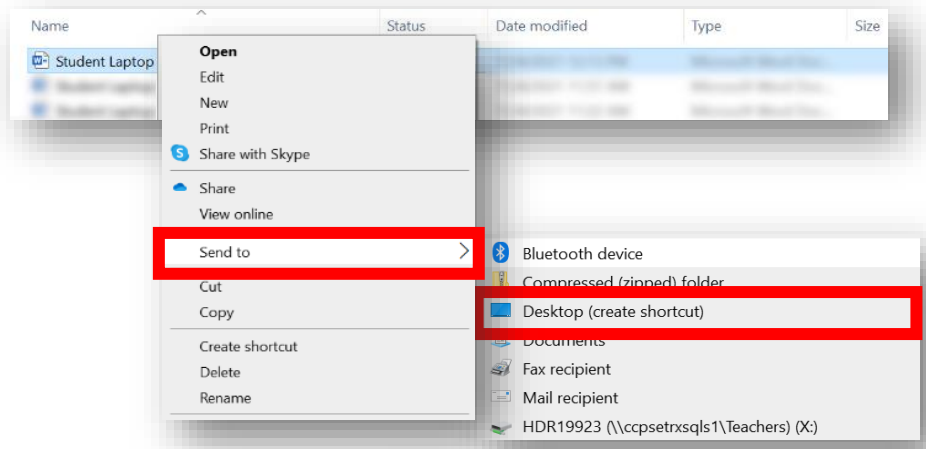 Name Status Date modified Type Size
Student Laptop
Open
Edit
New
Print
Share with Skype
Share
View online
Send to
Cut
Copy
Create shortcut
Delete
Rename
Bluetooth device
Compressed (zipped) folder
Desktop (create shortcut)
Documents
Fax recipient
Mail recipient
HDR19923 (\\ccpsetrxsqls1\Teachers) (X:)